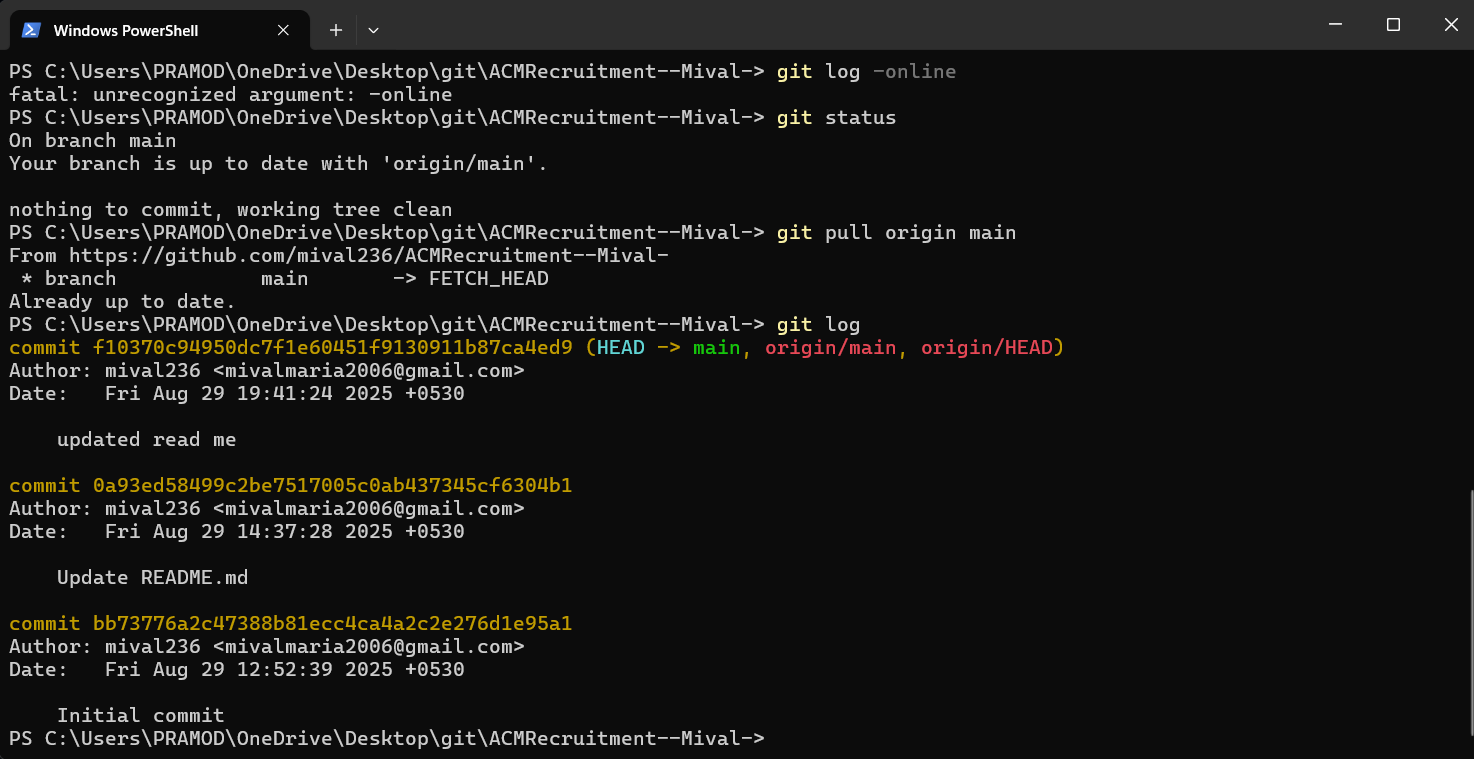 Windows PowerShell
PS C:\Users\PRAMOD\OneDrive\Desktop\git\ACMRecruitment--Mival-> git log -online
fatal: unrecognized argument: -online
PS C:\Users\PRAMOD\OneDrive\Desktop\git\ACMRecruitment--Mival-> git status
On branch main
Your branch is up to date with 'origin/main'.

nothing to commit, working tree clean
PS C:\Users\PRAMOD\OneDrive\Desktop\git\ACMRecruitment--Mival-> git pull origin main
From https://github.com/mival236/ACMRecruitment--Mival-
 * branch            main       -> FETCH_HEAD
Already up to date.
PS C:\Users\PRAMOD\OneDrive\Desktop\git\ACMRecruitment--Mival-> git log
commit f10370c94950dc7f1e60451f9130911b87ca4ed9 (HEAD -> main, origin/main, origin/HEAD)
Author: mival236 <mivalmaria2006@gmail.com>
Date:   Fri Aug 29 19:41:24 2025 +0530

    updated read me

commit 0a93ed58499c2be7517005c0ab437345cf6304b1
Author: mival236 <mivalmaria2006@gmail.com>
Date:   Fri Aug 29 14:37:28 2025 +0530

    Update README.md

commit bb73776a2c47388b81ecc4ca4a2c2e276d1e95a1
Author: mival236 <mivalmaria2006@gmail.com>
Date:   Fri Aug 29 12:52:39 2025 +0530

    Initial commit
PS C:\Users\PRAMOD\OneDrive\Desktop\git\ACMRecruitment--Mival->